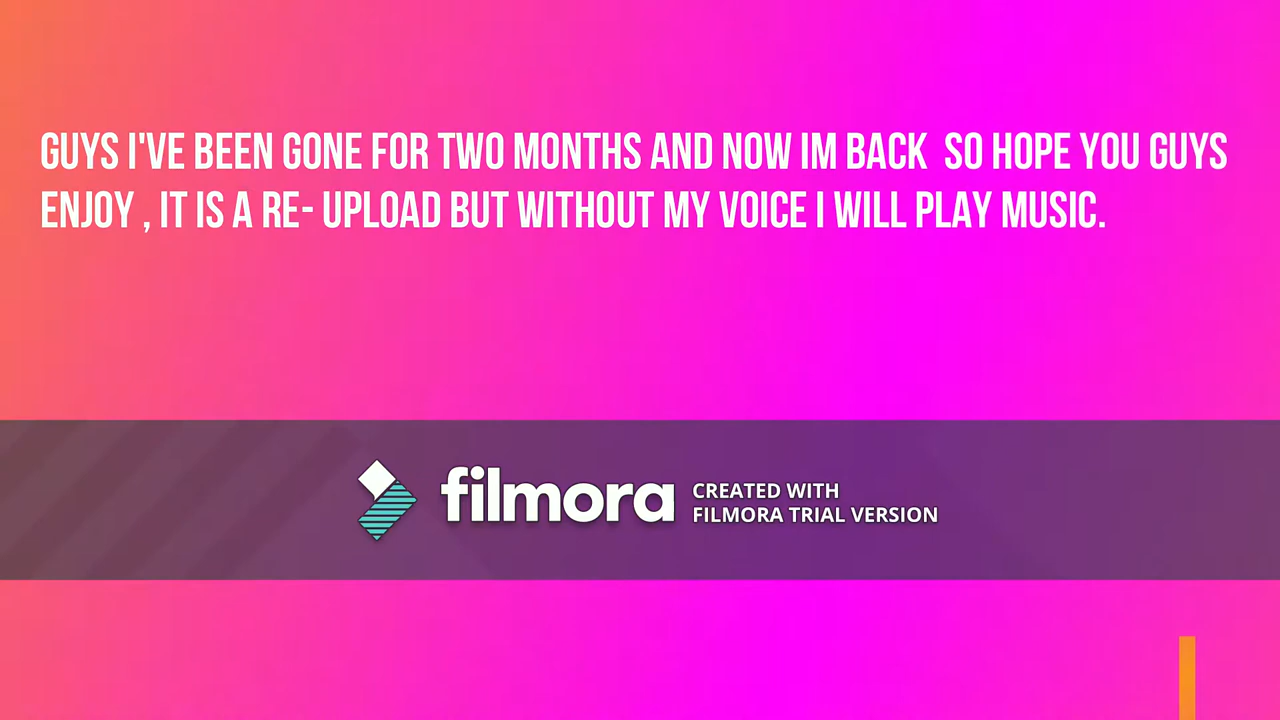 GUYS I'VE BEEN GONE FOR TWO MONTHS AND NOW IM BACK  SO HOPE YOU GUYS
ENJOY , IT IS A RE- UPLOAD BUT WITHOUT MY VOICE I WILL PLAY MUSIC.
filmora
CREATED WITH
FILMORA TRIAL VERSION